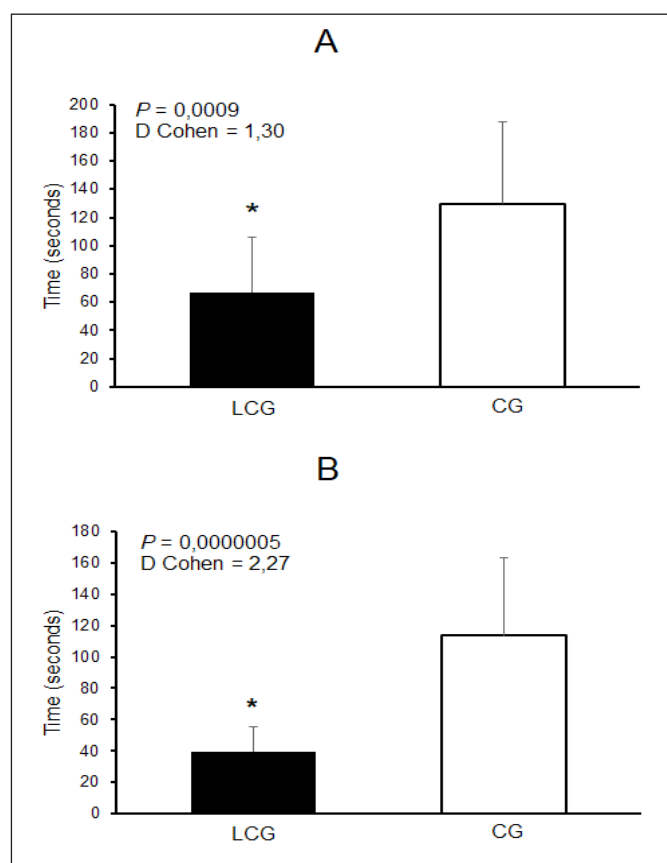 A
P = 0,0009
D Cohen = 1,30
Time (seconds)
200
180
160
140
120
100
80
60
40
20
0
*
LCG
CG
B
P = 0,0000005
D Cohen = 2,27
Time (seconds)
180
160
140
120
100
80
60
40
20
0
*
LCG
CG